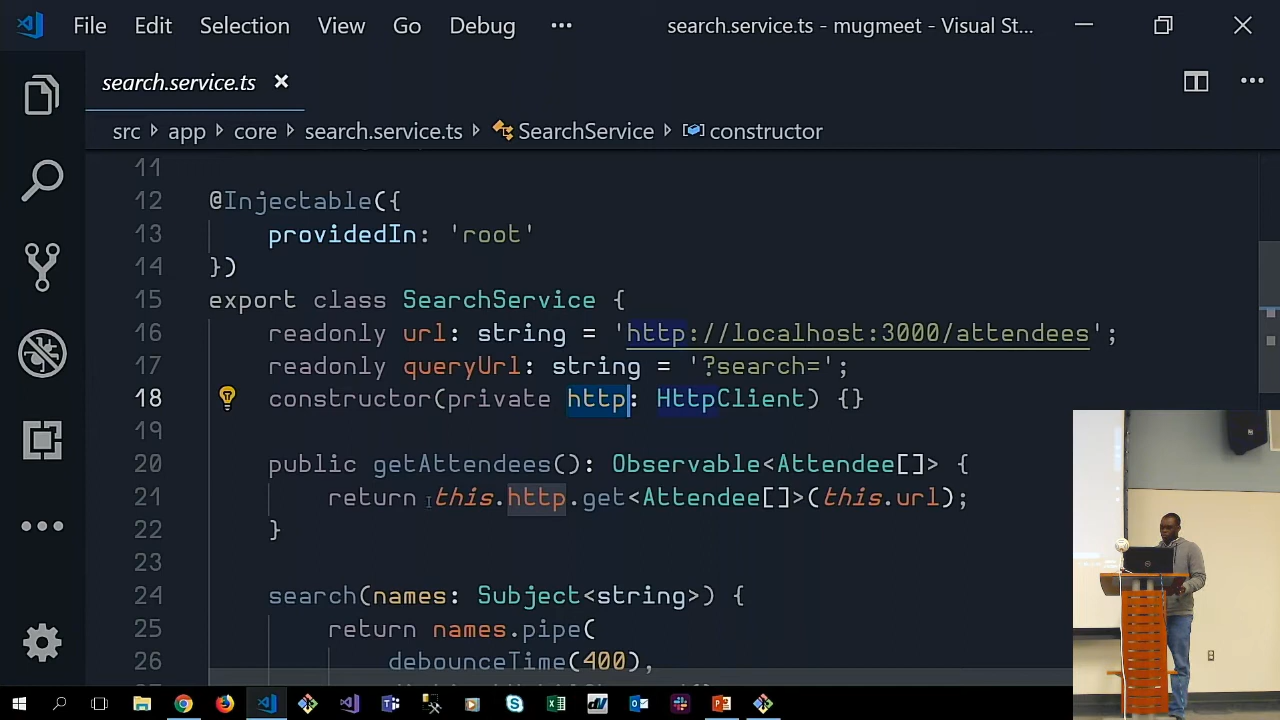 File Edit Selection View Go Debug ··· search.service.ts - mugmeet - Visual St...
search.service.ts
src app core search.service.ts SearchService constructor
11
12 @Injectable({
13 providedIn: 'root'
14 })
15 export class SearchService {
16 readonly url: string = 'http://localhost:3000/attendees';
17 readonly queryUrl: string = '?search=';
18 constructor(private http: HttpClient) {}
19
20 public getAttendees(): Observable<Attendee[]> {
21 return this.http.get<Attendee[]>(this.url);
22 }
23
24 search(names: Subject<string>) {
25 return names.pipe(
26 debounceTime(400),